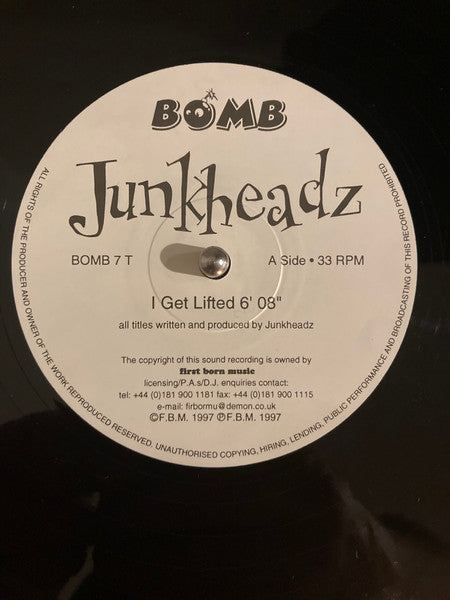 BOMB
Junkheadz
BOMB 7 T
A Side • 33 RPM
I Get Lifted 6' 08"
all titles written and produced by Junkheadz
The copyright of this sound recording is owned by
first born music
licensing/P.A.s/D.J. enquiries contact:
tel: +44 (0)181 900 1181 fax: +44 (0)181 900 1115
e-mail: firbormu@demon.co.uk
©F.B.M. 1997 ℗F.B.M. 1997
ALL RIGHTS OF THE PRODUCER AND OWNER OF THE WORK REPRODUCED RESERVED. UNAUTHORISED COPYING, HIRING, LENDING, PUBLIC PERFORMANCE AND BROADCASTING OF THIS RECORD PROHIBITED